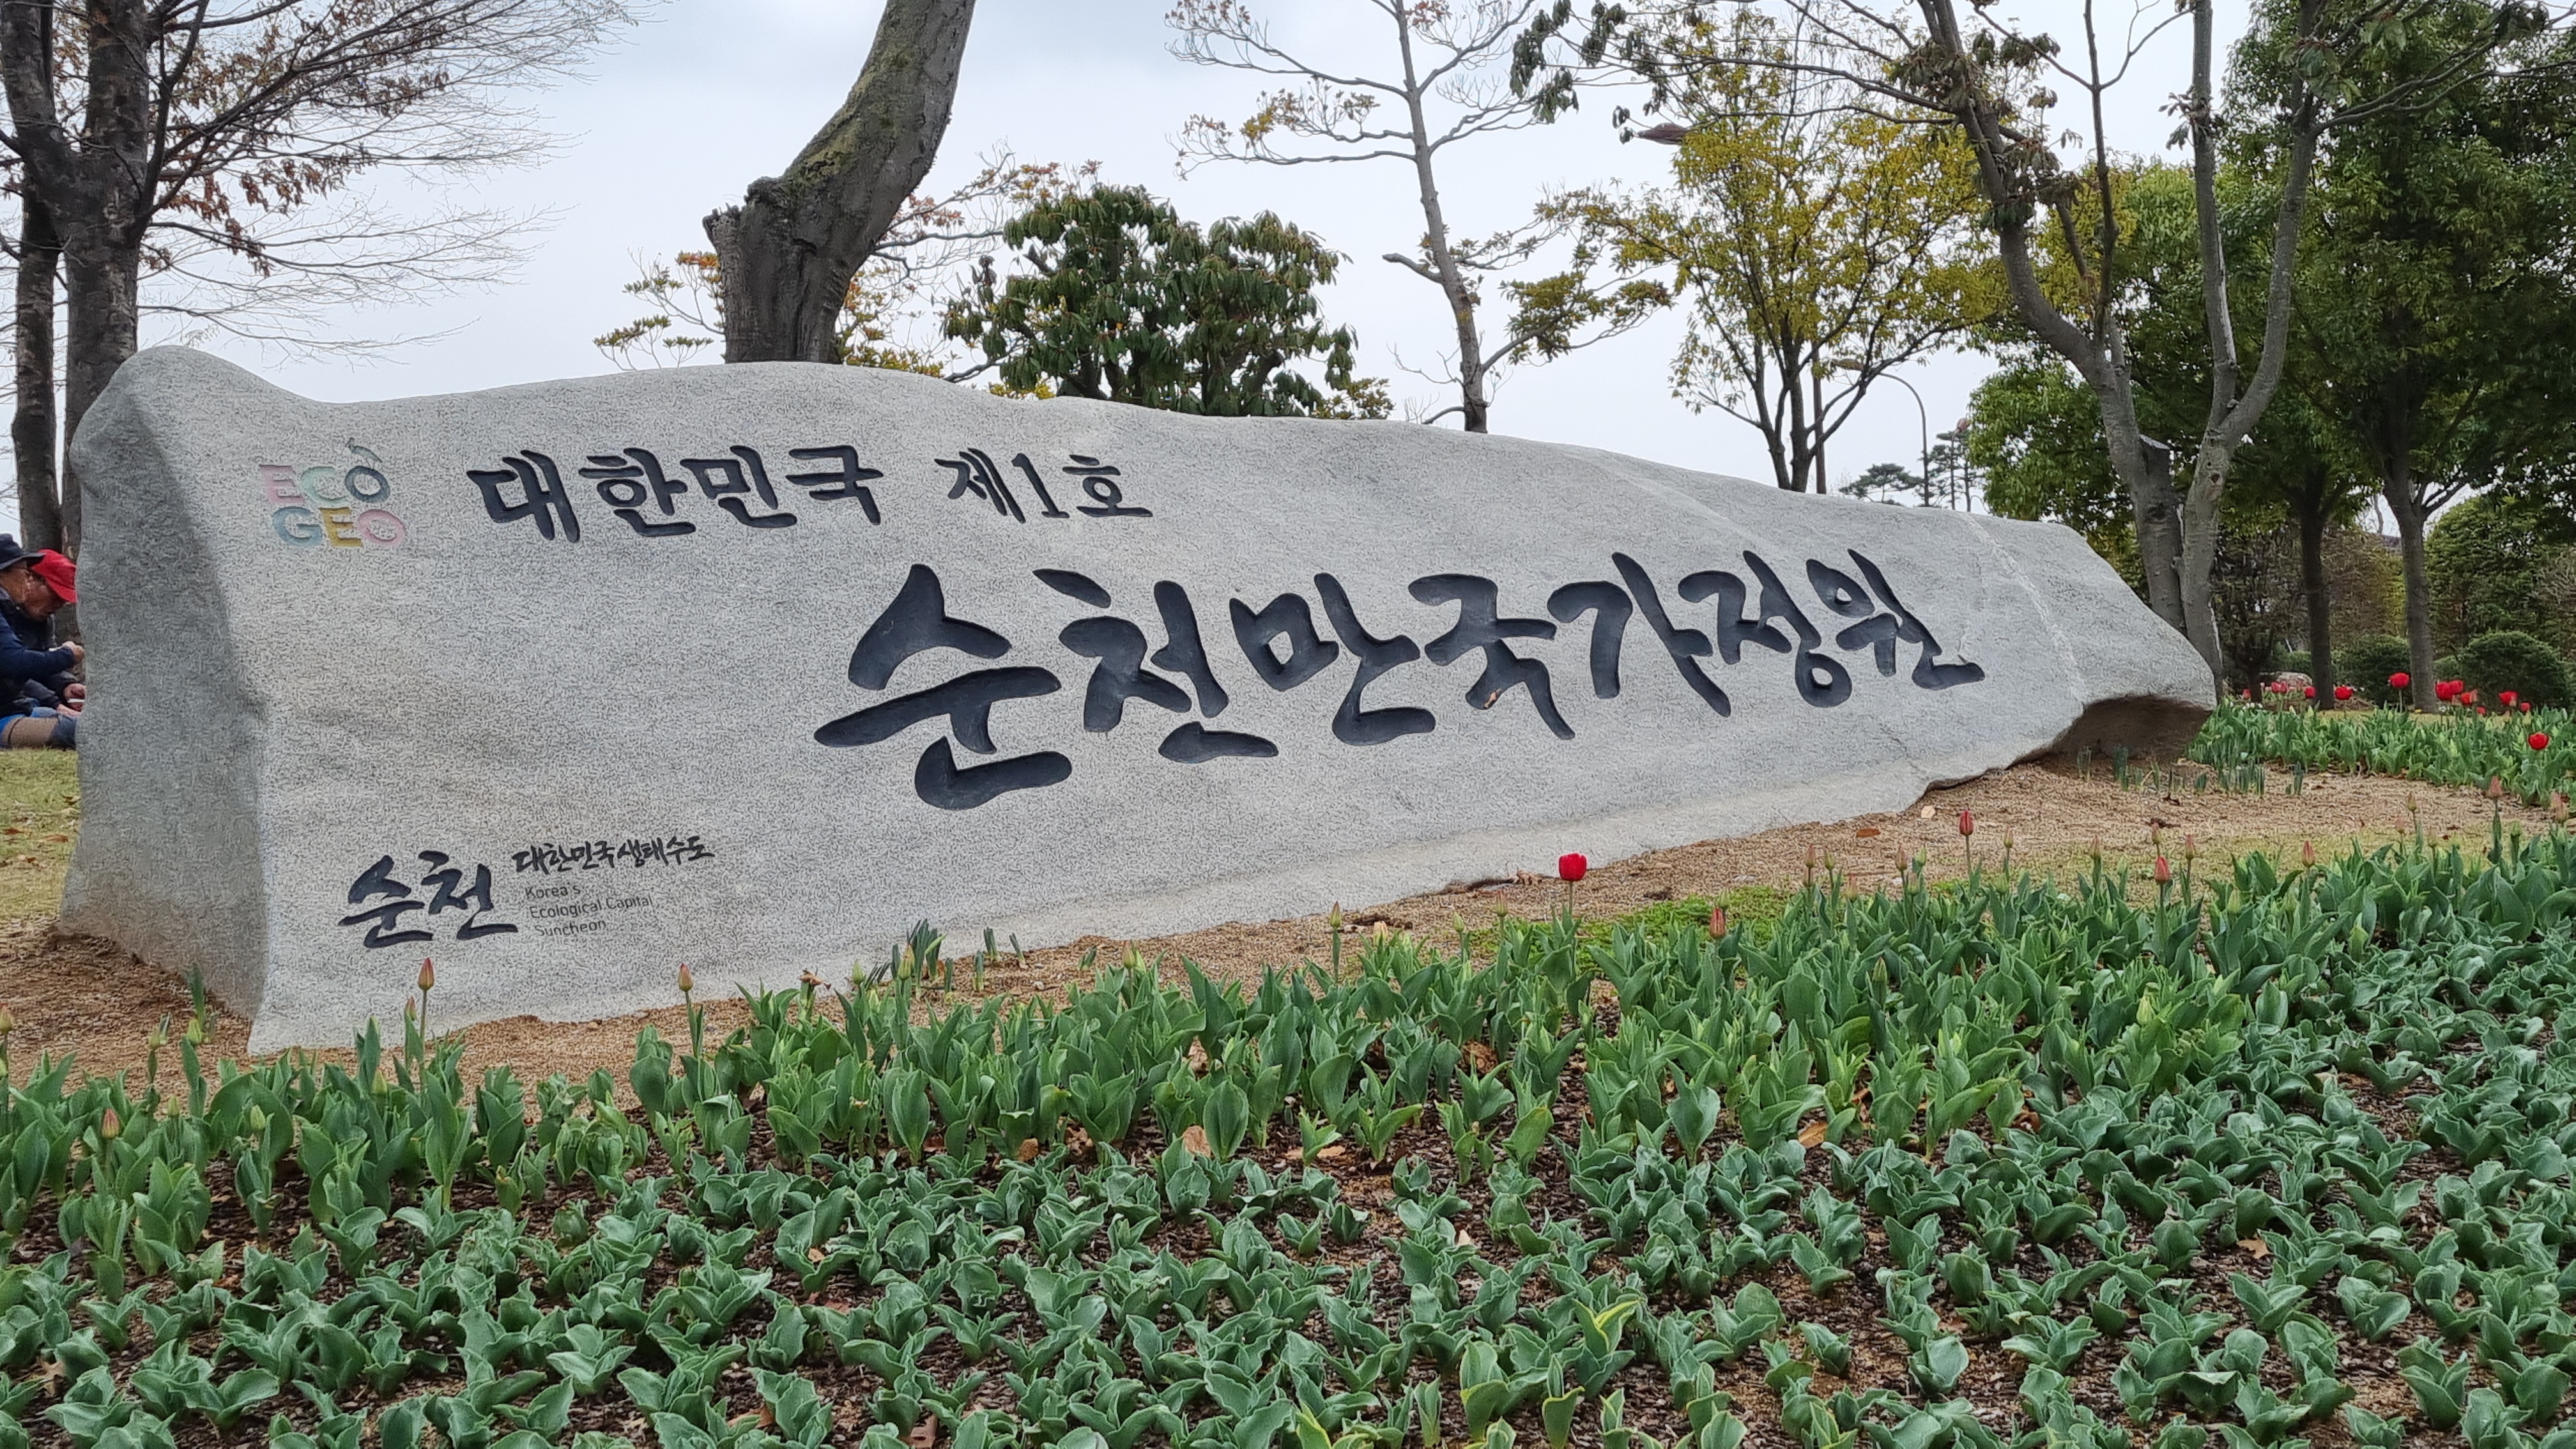 ECO
GEO
대한민국 제1호
순천만국가정원
순천 대한민국생태수도
Korea's
Ecological Capital
Suncheon